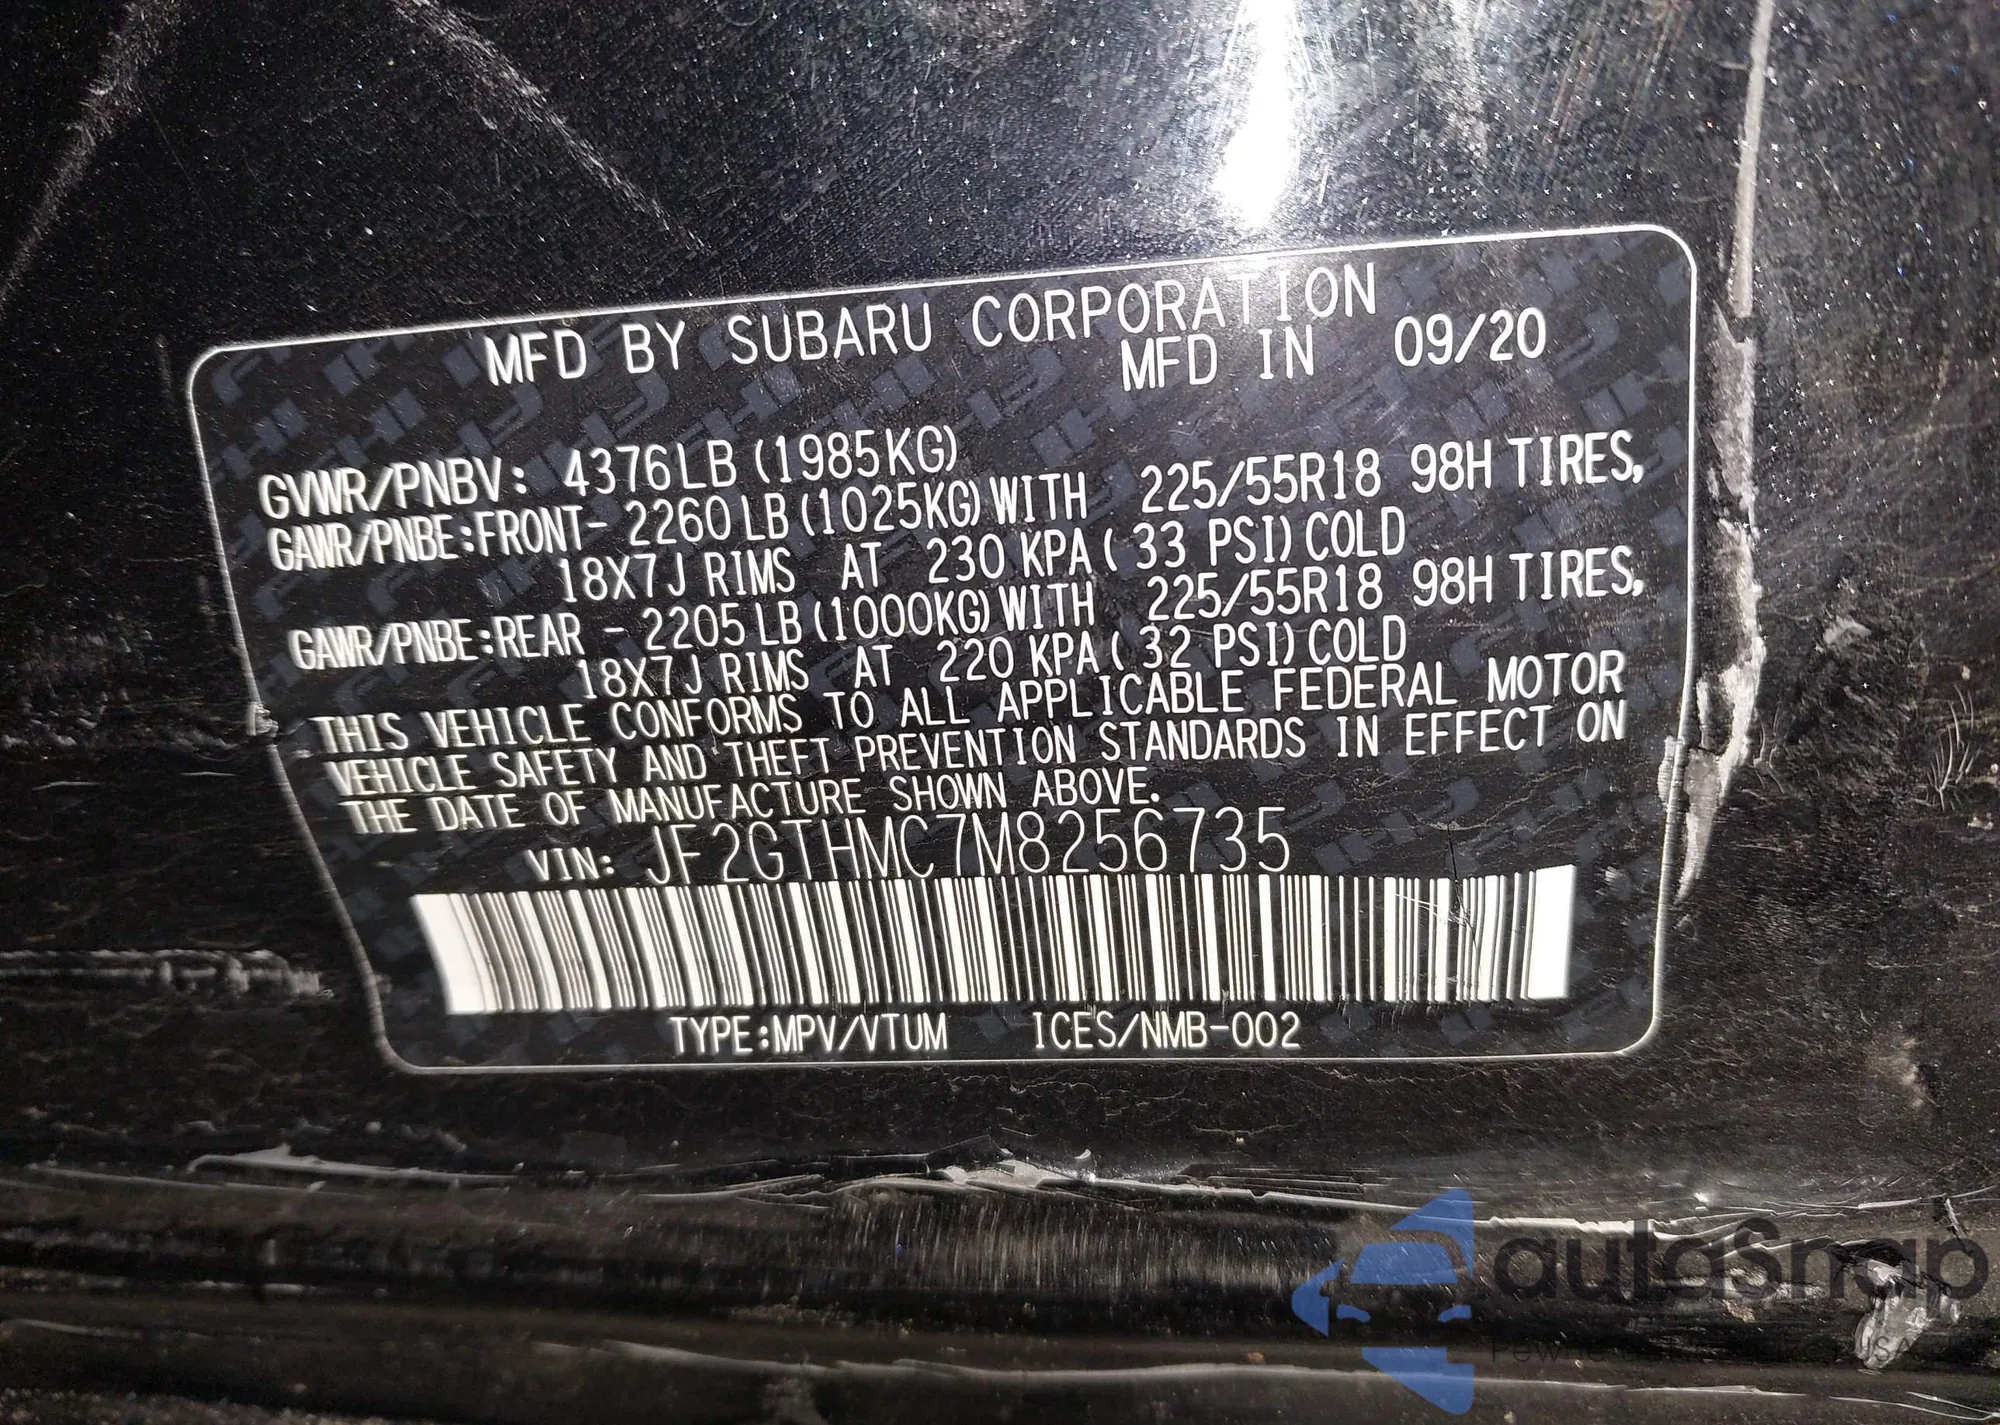 MFD BY SUBARU CORPORATION
MFD IN 09/20
GVWR/PNBV: 4376LB (1985KG)
GAWR/PNBE:FRONT- 2260 LB (1025KG) WITH 225/55R18 98H TIRES,
18X7J RIMS AT 230 KPA ( 33 PSI) COLD
GAWR/PNBE:REAR - 2205 LB (1000KG) WITH 225/55R18 98H TIRES,
18X7J RIMS AT 220 KPA ( 32 PSI) COLD
THIS VEHICLE CONFORMS TO ALL APPLICABLE FEDERAL MOTOR
VEHICLE SAFETY AND THEFT PREVENTION STANDARDS IN EFFECT ON
THE DATE OF MANUFACTURE SHOWN ABOVE.
VIN: JF2GTHMC7M8256735
TYPE:MPV/VTUM ICES/NMB-002
autoSnap